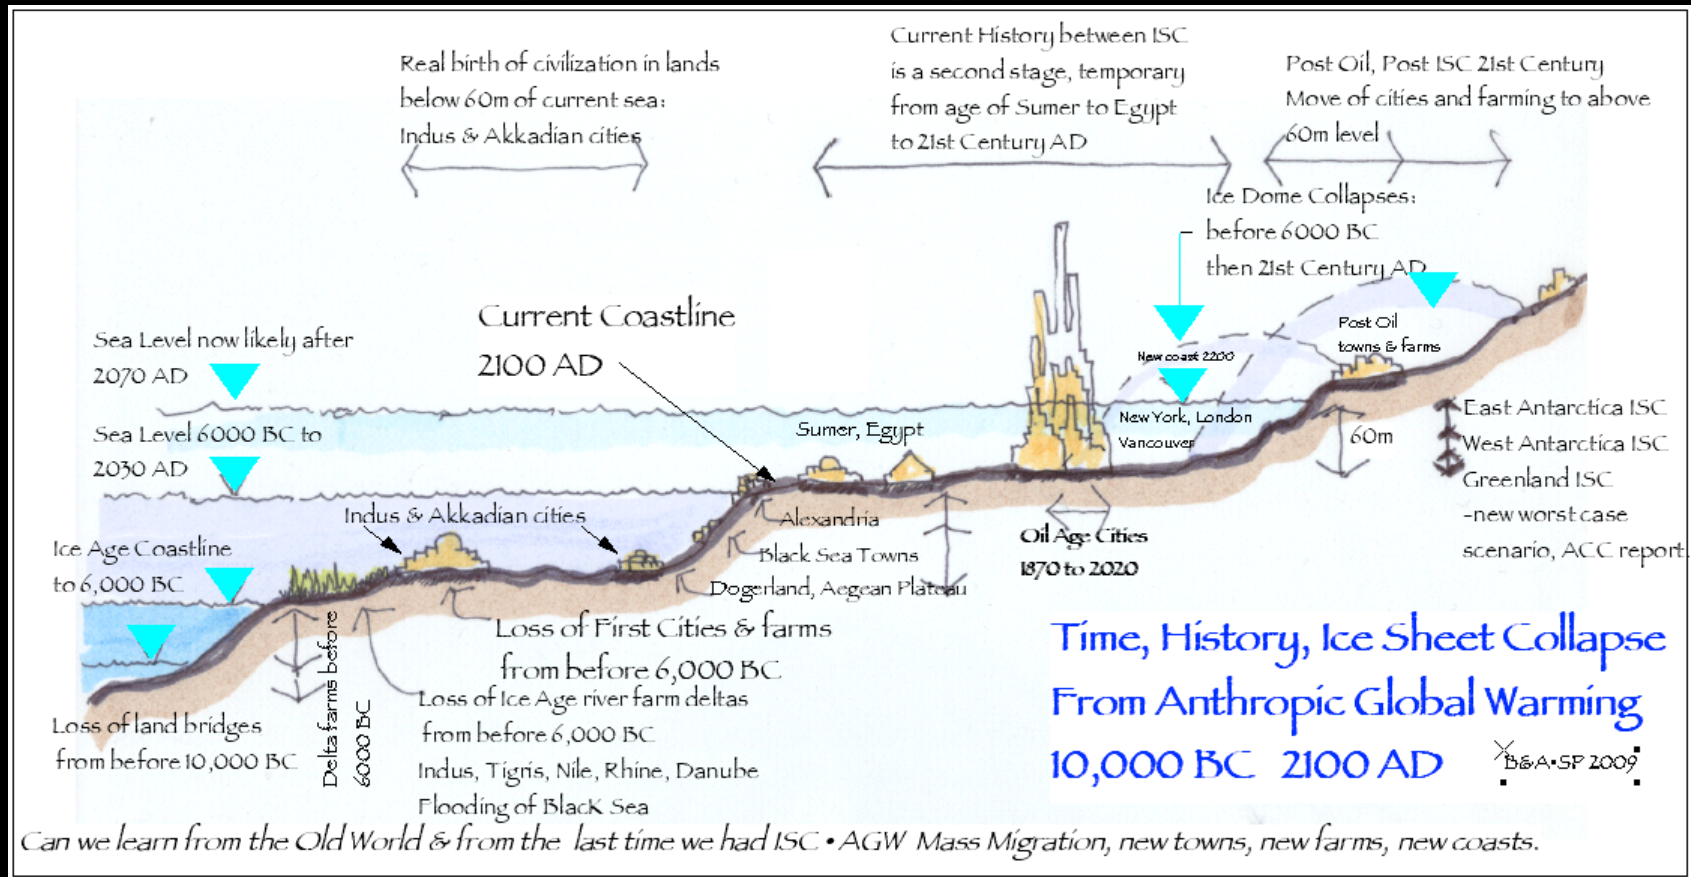 Real birth of civilization in lands
below 60m of current sea:
Indus & Akkadian cities
Current History between ISC
is a second stage, temporary
from age of Sumer to Egypt
to 21st Century AD
Post Oil, Post ISC 21st Century
Move of cities and farming to above
60m level
Ice Dome Collapses:
before 6000 BC
then 21st Century AD
Current Coastline
2100 AD
Sea Level now likely after
2070 AD
Sea Level 6000 BC to
2030 AD
Ice Age Coastline
to 6,000 BC
Indus & Akkadian cities
Sumer, Egypt
New coast 2200
New York, London
Vancouver
Post Oil
towns & farms
60m
East Antarctica ISC
West Antarctica ISC
Greenland ISC
-new worst case
scenario, ACC report
Alexandria
Black Sea Towns
Dogerland, Aegean Plateau
Oil Age Cities
1870 to 2020
Loss of First Cities & farms
from before 6,000 BC
Loss of Ice Age river farm deltas
from before 6,000 BC
Indus, Tigris, Nile, Rhine, Danube
Flooding of BlacK Sea
Delta farms before
6000 BC
Loss of land bridges
from before 10,000 BC
Time, History, Ice Sheet Collapse
From Anthropic Global Warming
10,000 BC 2100 AD
B&A•SP 2009
Can we learn from the Old World & from the last time we had ISC • AGW Mass Migration, new towns, new farms, new coasts.